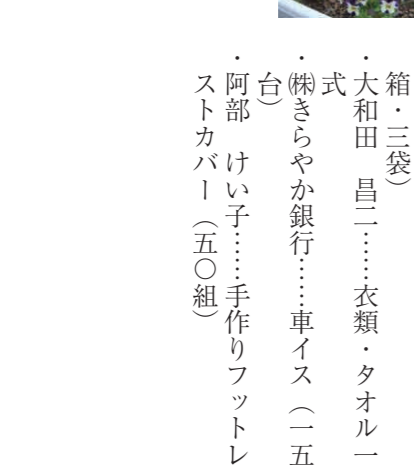 箱・三袋）
・大和田　昌二……衣類・タオル一
式
・㈱きらやか銀行……車イス（一五
台）
・阿部　けい子……手作りフットレ
ストカバー（五〇組）